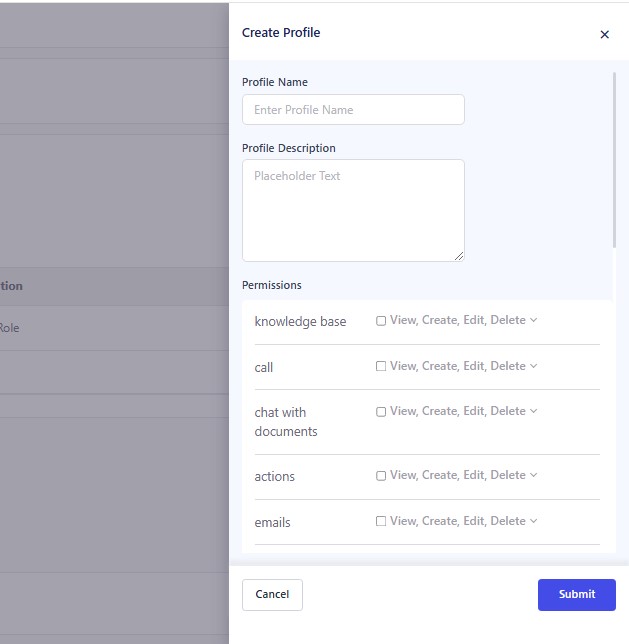 Create Profile
Profile Name
Enter Profile Name
Profile Description
Placeholder Text
tion
Role
Permissions
knowledge base View, Create, Edit, Delete
call View, Create, Edit, Delete
chat with View, Create, Edit, Delete
documents
actions View, Create, Edit, Delete
emails View, Create, Edit, Delete
Cancel Submit